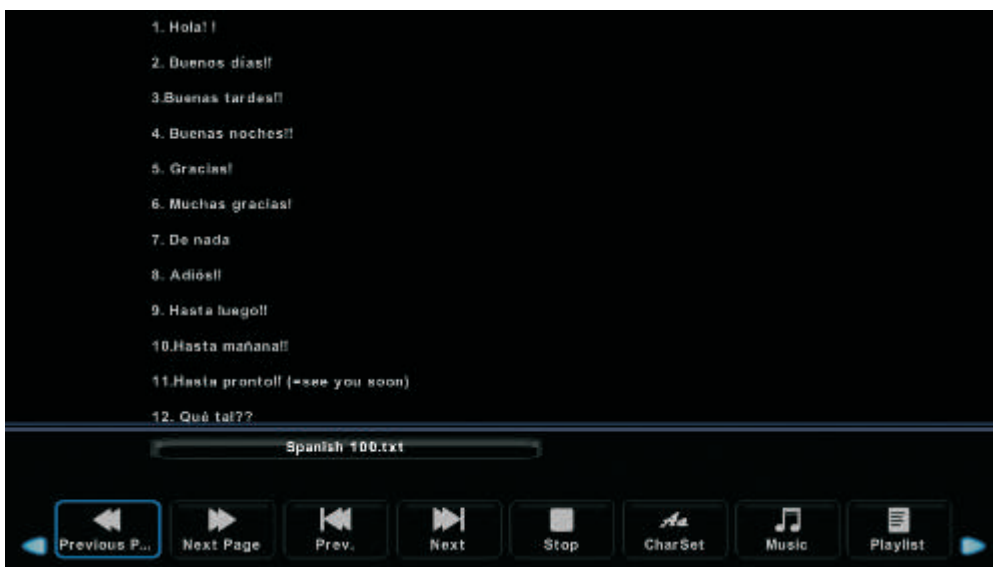 1. Hola! !
2. Buenos días!!
3.Buenas tardes!!
4. Buenas noches!!
5. Gracias!
6. Muchas gracias!
7. De nada
8. Adiós!!
9. Hasta luego!!
10.Hasta mañana!!
11.Hasta pronto!! (=see you soon)
12. Qué tal??
Spanish 100.txt
Previous P... Next Page Prev. Next Stop CharSet Music Playlist